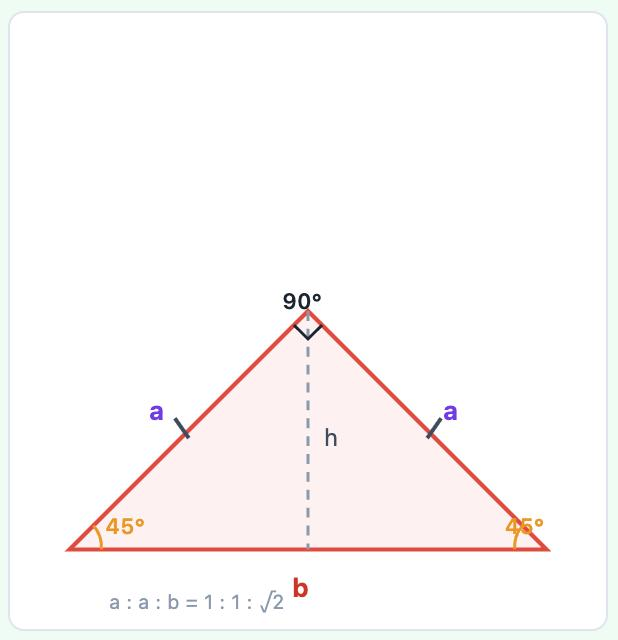 90°
a
a
h
45°
45°
b
a : a : b = 1 : 1 : √2